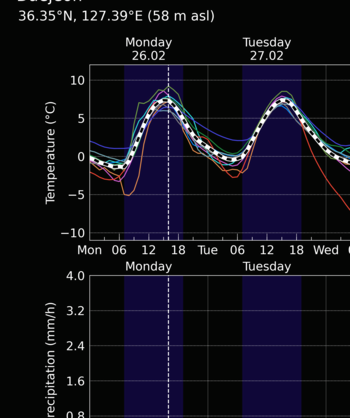 36.35°N, 127.39°E (58 m asl)
Monday Tuesday
26.02 27.02
Temperature (°C)
10
5
0
−5
−10
Mon 06 12 18 Tue 06 12 18 Wed
Monday Tuesday
4.0
3.2
2.4
1.6
0.8
(mm/h)